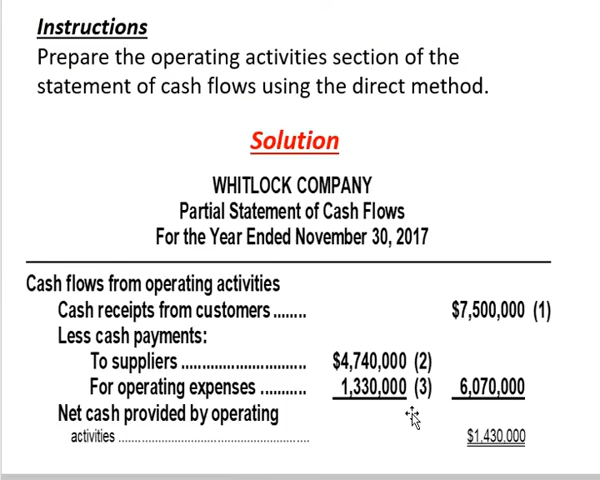 Instructions
Prepare the operating activities section of the
statement of cash flows using the direct method.
Solution
WHITLOCK COMPANY
Partial Statement of Cash Flows
For the Year Ended November 30, 2017
Cash flows from operating activities
Cash receipts from customers ........ $7,500,000 (1)
Less cash payments:
To suppliers .............................. $4,740,000 (2)
For operating expenses ........... 1,330,000 (3) 6,070,000
Net cash provided by operating
activities ...................................................... $1,430,000